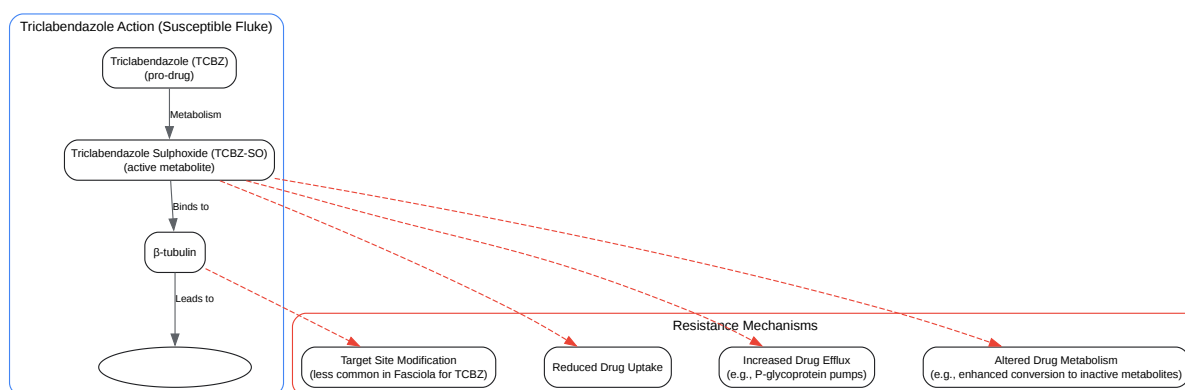 Triclabendazole Action (Susceptible Fluke)
Triclabendazole (TCBZ)
(pro-drug)
Metabolism
Triclabendazole Sulphoxide (TCBZ-SO)
(active metabolite)
Binds to
β-tubulin
Leads to
Resistance Mechanisms
Target Site Modification
(less common in Fasciola for TCBZ)
Reduced Drug Uptake
Increased Drug Efflux
(e.g., P-glycoprotein pumps)
Altered Drug Metabolism
(e.g., enhanced conversion to inactive metabolites)